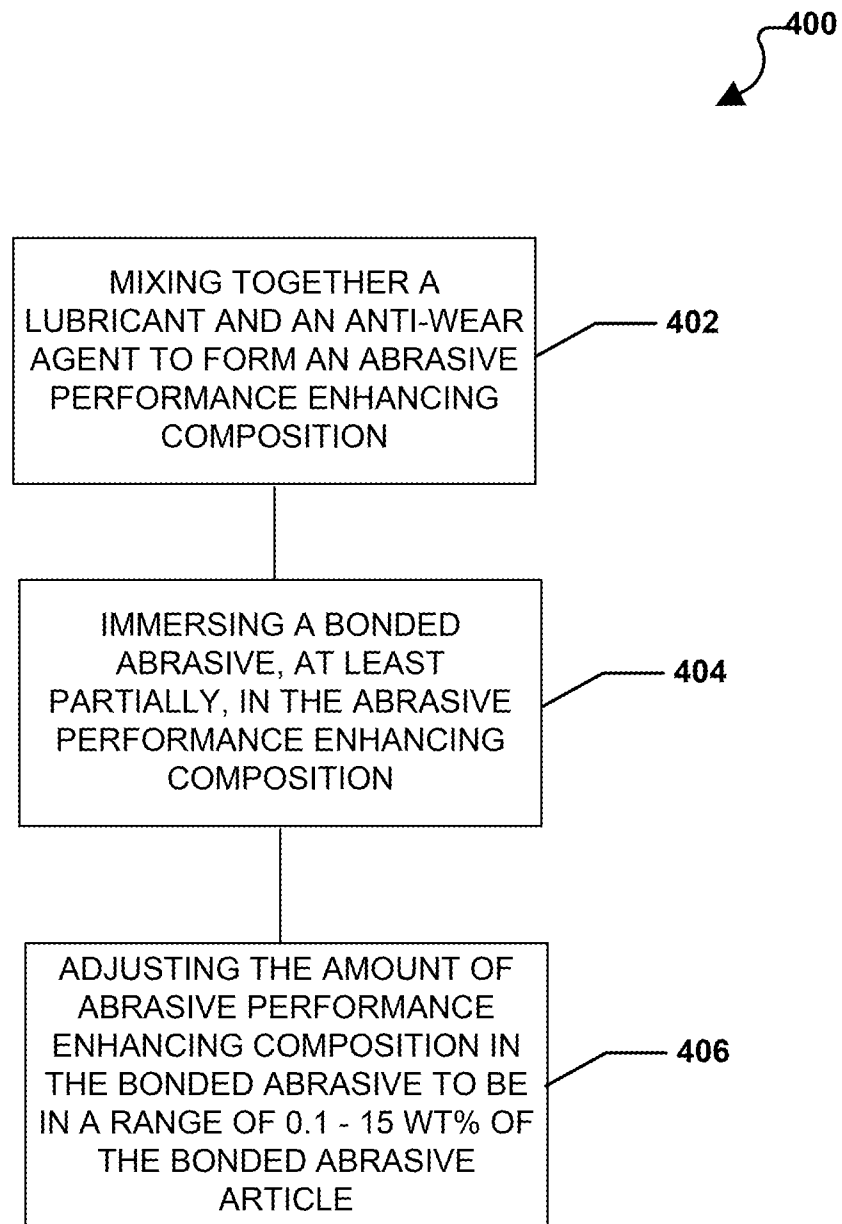 400
MIXING TOGETHER A
LUBRICANT AND AN ANTI-WEAR
AGENT TO FORM AN ABRASIVE
PERFORMANCE ENHANCING
COMPOSITION
402
IMMERSING A BONDED
ABRASIVE, AT LEAST
PARTIALLY, IN THE ABRASIVE
PERFORMANCE ENHANCING
COMPOSITION
404
ADJUSTING THE AMOUNT OF
ABRASIVE PERFORMANCE
ENHANCING COMPOSITION IN
THE BONDED ABRASIVE TO BE
IN A RANGE OF 0.1 - 15 WT% OF
THE BONDED ABRASIVE
ARTICLE
406